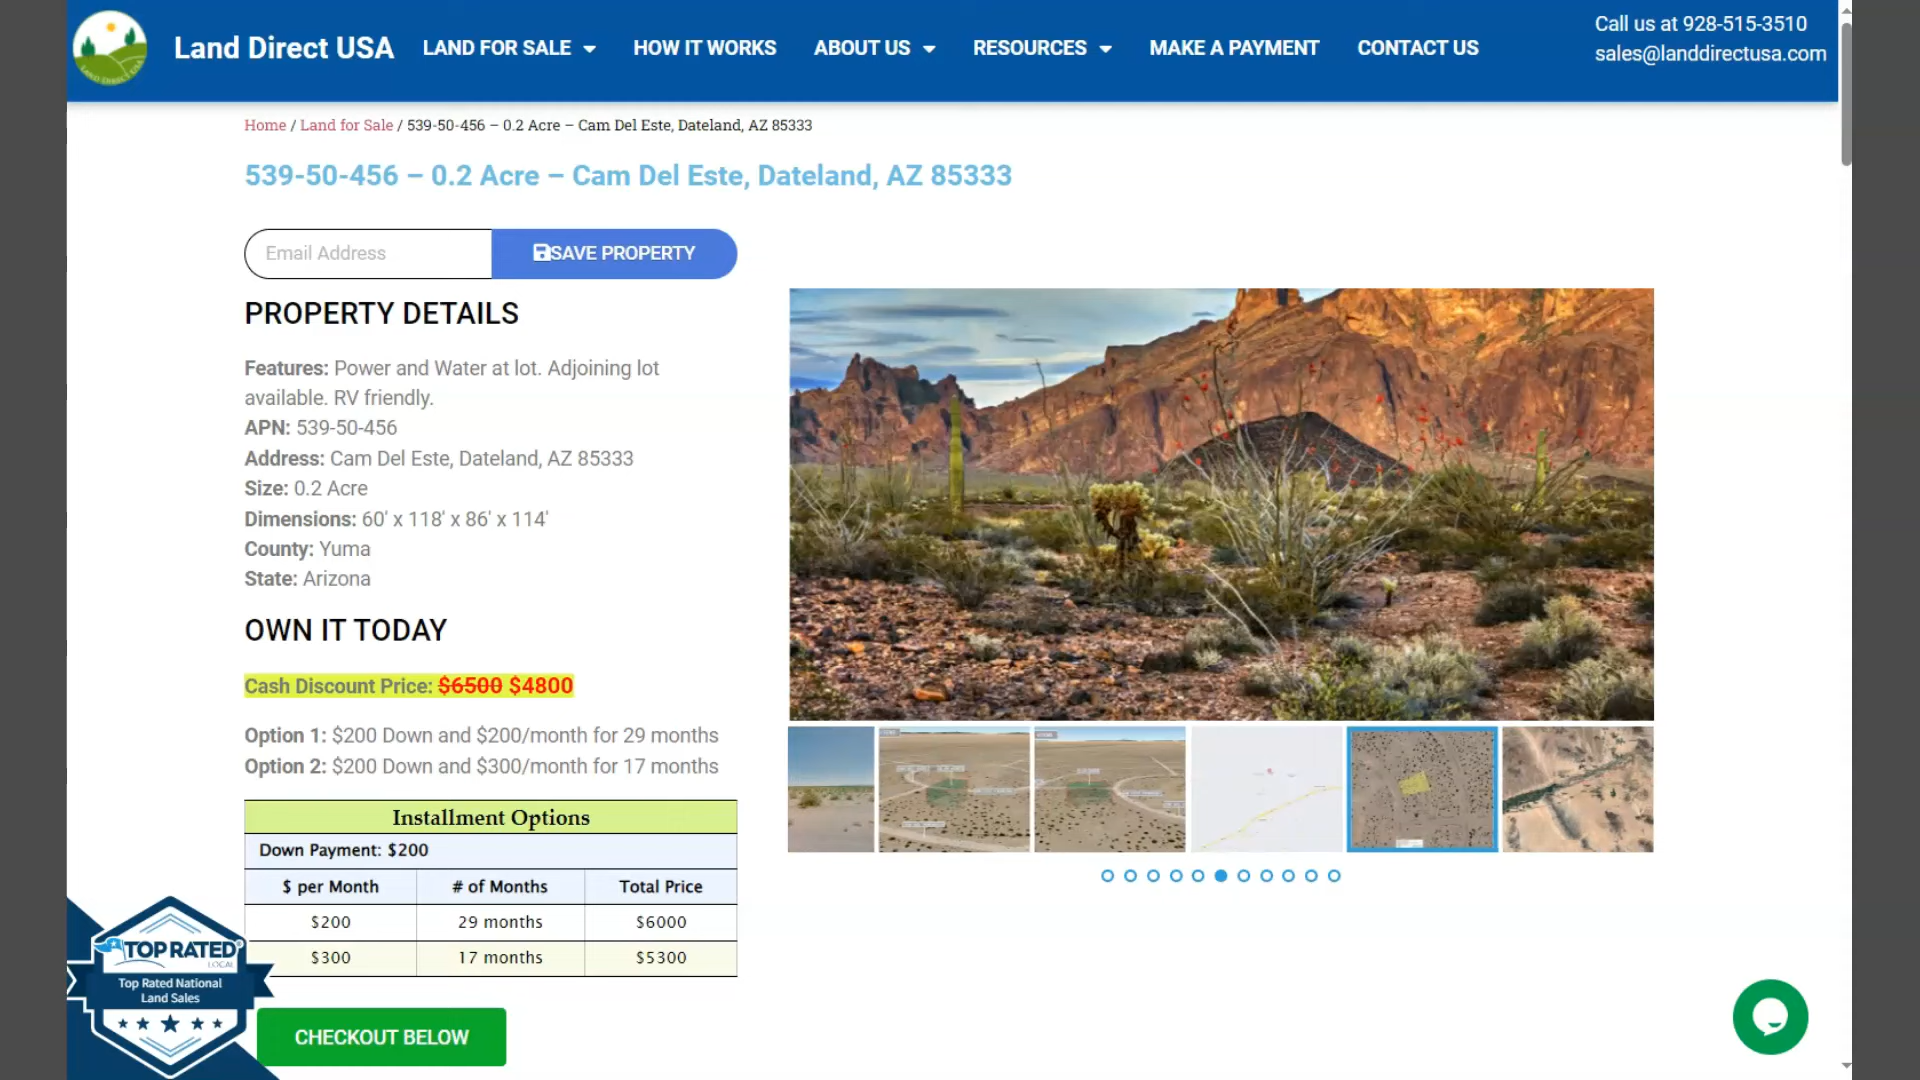 Land Direct USA
LAND FOR SALE
HOW IT WORKS
ABOUT US
RESOURCES
MAKE A PAYMENT
CONTACT US
Call us at 928-515-3510
sales@landdirectusa.com
Home / Land for Sale / 539-50-456 – 0.2 Acre – Cam Del Este, Dateland, AZ 85333
539-50-456 – 0.2 Acre – Cam Del Este, Dateland, AZ 85333
Email Address
SAVE PROPERTY
PROPERTY DETAILS
Features: Power and Water at lot. Adjoining lot
available. RV friendly.
APN: 539-50-456
Address: Cam Del Este, Dateland, AZ 85333
Size: 0.2 Acre
Dimensions: 60' x 118' x 86' x 114'
County: Yuma
State: Arizona
OWN IT TODAY
Cash Discount Price: $6500 $4800
Option 1: $200 Down and $200/month for 29 months
Option 2: $200 Down and $300/month for 17 months
Installment Options
Down Payment: $200
$ per Month # of Months Total Price
$200 29 months $6000
$300 17 months $5300
TOP RATED
LOCAL
Top Rated National
Land Sales
CHECKOUT BELOW